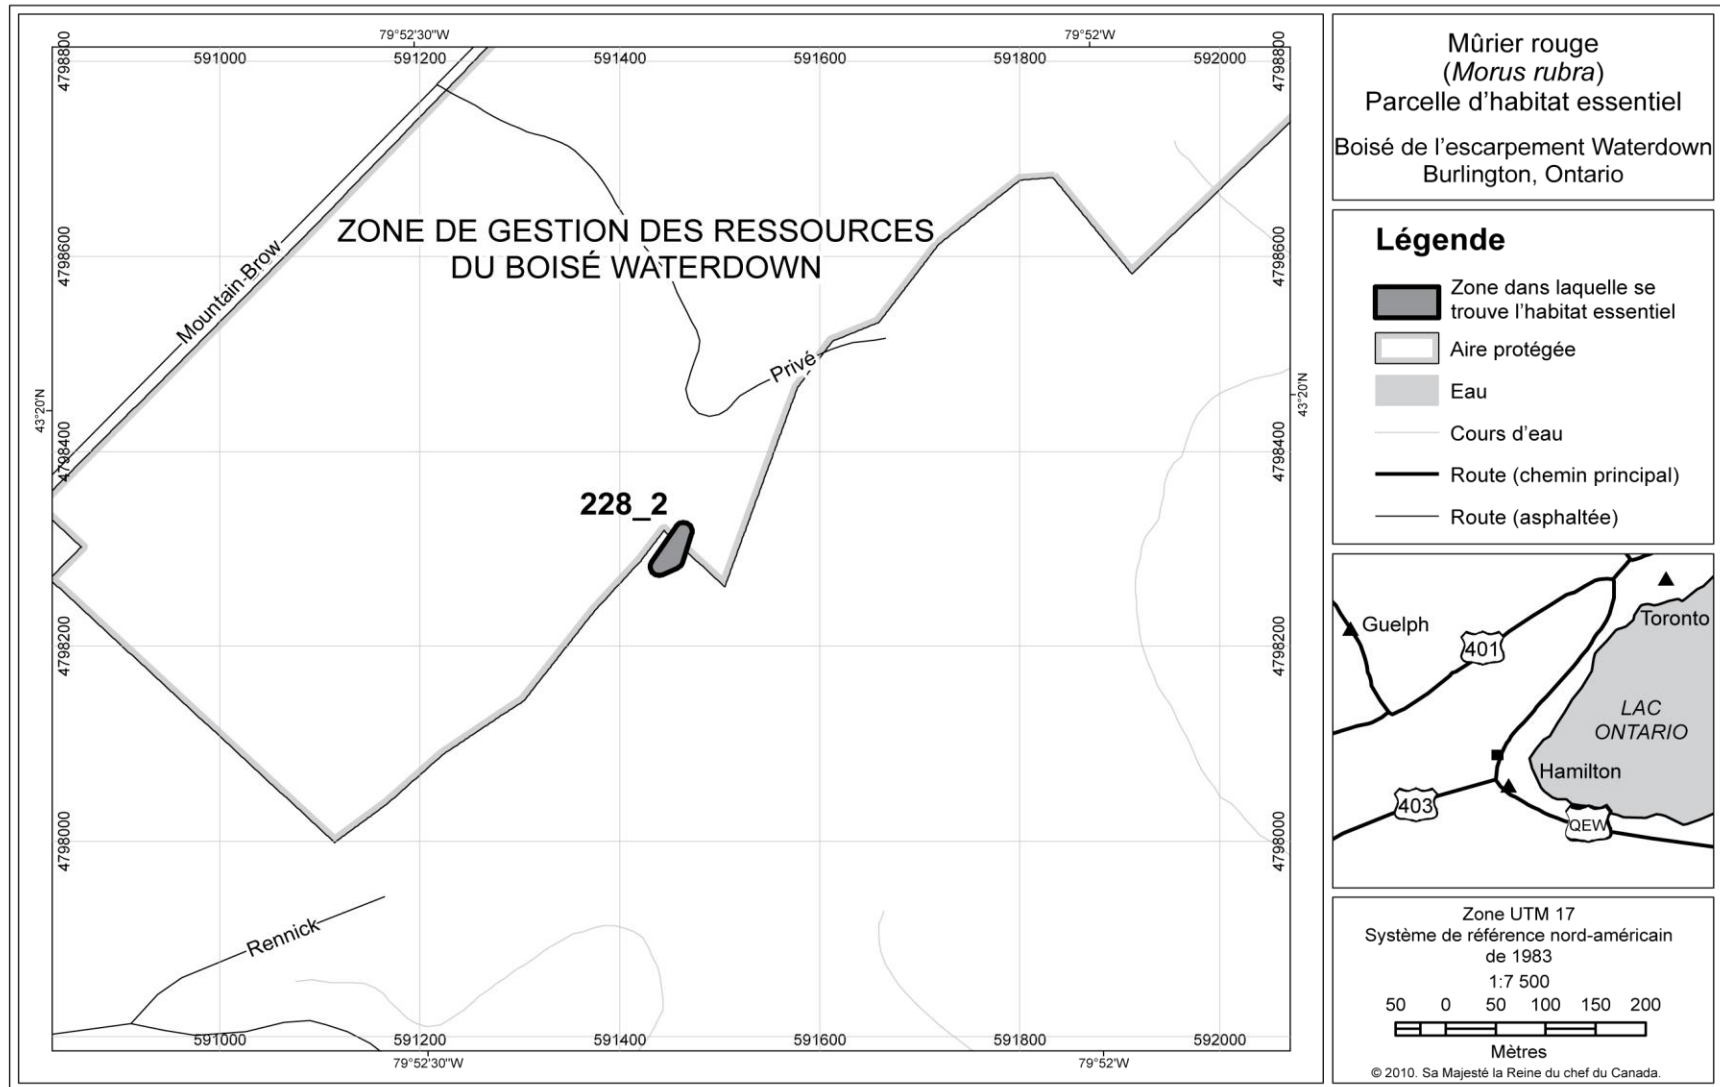 79°52'30"W
79°52'W
591000
591200
591400
591600
591800
592000
4798800
4798800
ZONE DE GESTION DES RESSOURCES
DU BOISÉ WATERDOWN
4798600
4798600
Mountain-Brow
Privé
43°20'N
43°20'N
4798400
4798400
228_2
4798200
4798200
4798000
4798000
Rennick
591000
591200
591400
591600
591800
592000
79°52'30"W
79°52'W
Mûrier rouge
(Morus rubra)
Parcelle d'habitat essentiel
Boisé de l'escarpement Waterdown
Burlington, Ontario
Légende
Zone dans laquelle se
trouve l'habitat essentiel
Aire protégée
Eau
Cours d'eau
Route (chemin principal)
Route (asphaltée)
Guelph
Toronto
401
LAC
ONTARIO
Hamilton
403
QEW
Zone UTM 17
Système de référence nord-américain
de 1983
1:7 500
50 0 50 100 150 200
Mètres
© 2010. Sa Majesté la Reine du chef du Canada.